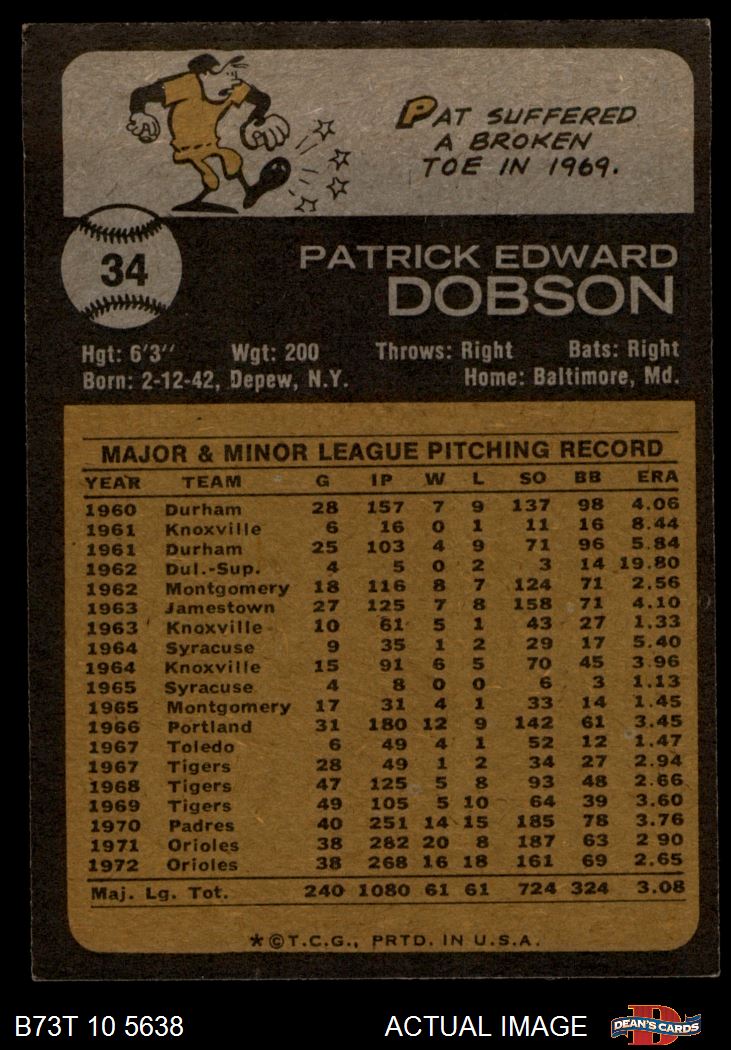 PAT SUFFERED
A BROKEN
TOE IN 1969.
34
PATRICK EDWARD
DOBSON
Hgt: 6'3'' Wgt: 200 Throws: Right Bats: Right
Born: 2-12-42, Depew, N.Y. Home: Baltimore, Md.
MAJOR & MINOR LEAGUE PITCHING RECORD
YEAR TEAM G IP W L SO BB ERA
1960 Durham 28 157 7 9 137 98 4.06
1961 Knoxville 6 16 0 1 11 16 8.44
1961 Durham 25 103 4 9 71 96 5.84
1962 Dul.-Sup. 4 5 0 2 3 14 19.80
1962 Montgomery 18 116 8 7 124 71 2.56
1963 Jamestown 27 125 7 8 158 71 4.10
1963 Knoxville 10 61 5 1 43 27 1.33
1964 Syracuse 9 35 1 2 29 17 5.40
1964 Knoxville 15 91 6 5 70 45 3.96
1965 Syracuse 4 8 0 0 6 3 1.13
1965 Montgomery 17 31 4 1 33 14 1.45
1966 Portland 31 180 12 9 142 61 3.45
1967 Toledo 6 49 4 1 52 12 1.47
1967 Tigers 28 49 1 2 34 27 2.94
1968 Tigers 47 125 5 8 93 48 2.66
1969 Tigers 49 105 5 10 64 39 3.60
1970 Padres 40 251 14 15 185 78 3.76
1971 Orioles 38 282 20 8 187 63 2 90
1972 Orioles 38 268 16 18 161 69 2.65
Maj. Lg. Tot. 240 1080 61 61 724 324 3.08
*©T.C.G., PRTD. IN U.S.A.
B73T 10 5638 ACTUAL IMAGE
D
DEAN'S CARDS